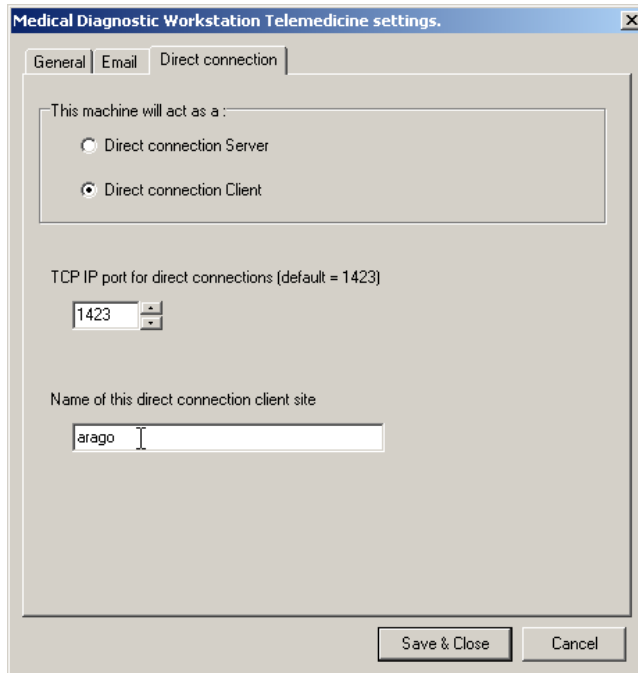 Medical Diagnostic Workstation Telemedicine settings.
General Email Direct connection
This machine will act as a :
Direct connection Server
Direct connection Client
TCP IP port for direct connections (default = 1423)
1423
Name of this direct connection client site
arago
Save & Close Cancel